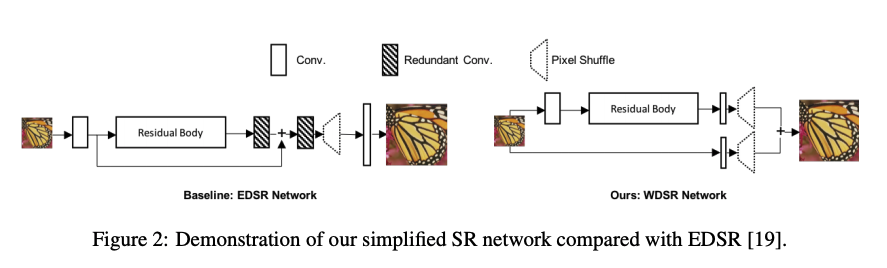 Conv.
Redundant Conv.
Pixel Shuffle
Residual Body
+
Baseline: EDSR Network
Residual Body
+
Ours: WDSR Network
Figure 2: Demonstration of our simplified SR network compared with EDSR [19].